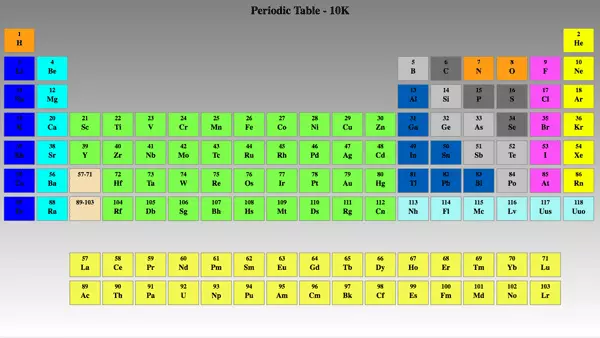 Periodic Table - 10K
1 2
H He
4 5 6 7 8 9 10
Be B C N O F Ne
12 13 14 15 16 17 18
Mg Al Si P S Cl Ar
20 21 22 23 24 25 26 27 28 29 30 31 32 33 34 35 36
Ca Sc Ti V Cr Mn Fe Co Ni Cu Zn Ga Ge As Se Br Kr
38 39 40 41 42 43 44 45 46 47 48 49 50 51 52 53 54
Sr Y Zr Nb Mo Tc Ru Rh Pd Ag Cd In Sn Sb Te I Xe
56 57-71 72 73 74 75 76 77 78 79 80 81 82 83 84 85 86
Ba Hf Ta W Re Os Ir Pt Au Hg Tl Pb Bi Po At Rn
88 89-103 104 105 106 107 108 109 110 111 112 113 114 115 116 117 118
Ra Rf Db Sg Bh Hs Mt Ds Rg Cn Nh Fl Mc Lv Uus Uuo
57 58 59 60 61 62 63 64 65 66 67 68 69 70 71
La Ce Pr Nd Pm Sm Eu Gd Tb Dy Ho Er Tm Yb Lu
89 90 91 92 93 94 95 96 97 98 99 100 101 102 103
Ac Th Pa U Np Pu Am Cm Bk Cf Es Fm Md No Lr